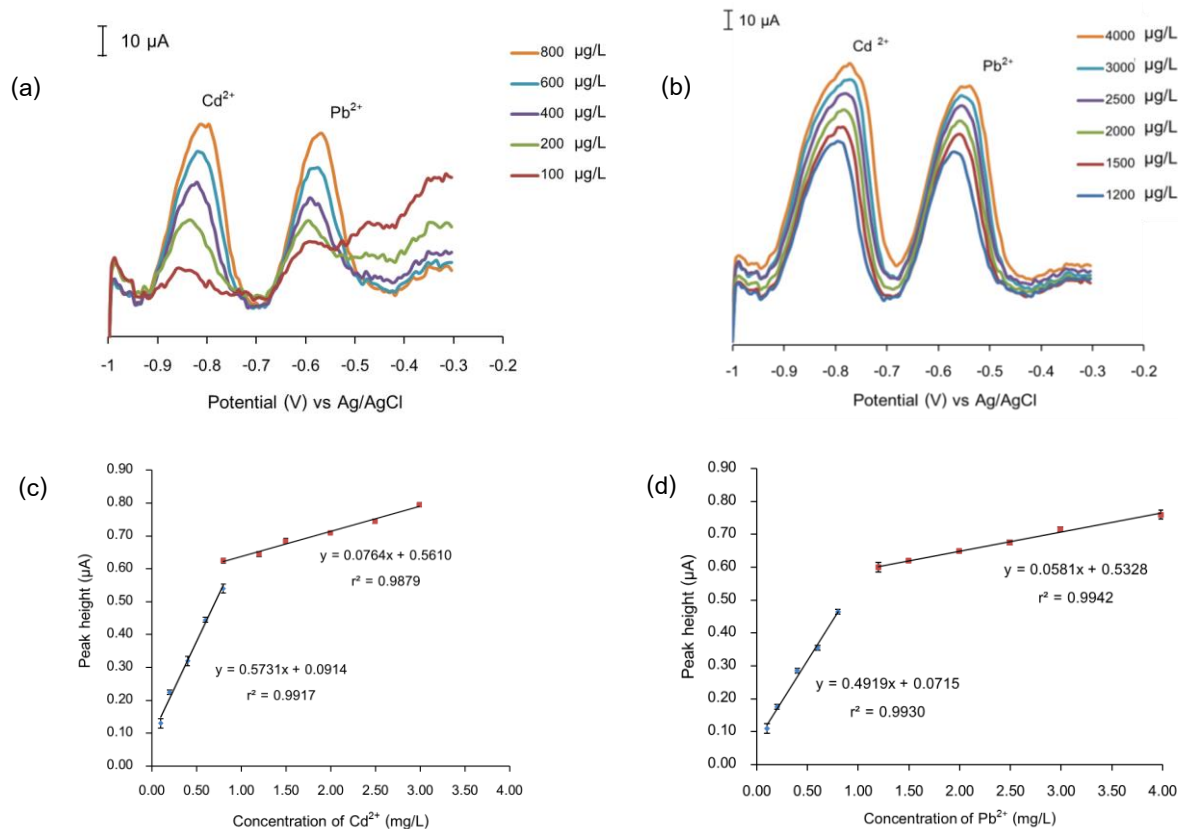 (a)
10 µA
Cd²⁺
Pb²⁺
800 µg/L
600 µg/L
400 µg/L
200 µg/L
100 µg/L
-1 -0.9 -0.8 -0.7 -0.6 -0.5 -0.4 -0.3 -0.2
Potential (V) vs Ag/AgCl
(b)
10 µA
Cd ²⁺
Pb²⁺
4000 µg/L
3000 µg/L
2500 µg/L
2000 µg/L
1500 µg/L
1200 µg/L
-1 -0.9 -0.8 -0.7 -0.6 -0.5 -0.4 -0.3 -0.2
Potential (V) vs Ag/AgCl
(c)
Peak height (µA)
0.90
0.80
0.70
0.60
0.50
0.40
0.30
0.20
0.10
0.00
y = 0.0764x + 0.5610
r² = 0.9879
y = 0.5731x + 0.0914
r² = 0.9917
0.00 0.50 1.00 1.50 2.00 2.50 3.00 3.50 4.00
Concentration of Cd²⁺ (mg/L)
(d)
Peak height (µA)
0.90
0.80
0.70
0.60
0.50
0.40
0.30
0.20
0.10
0.00
y = 0.0581x + 0.5328
r² = 0.9942
y = 0.4919x + 0.0715
r² = 0.9930
0.00 0.50 1.00 1.50 2.00 2.50 3.00 3.50 4.00
Concentration of Pb²⁺ (mg/L)